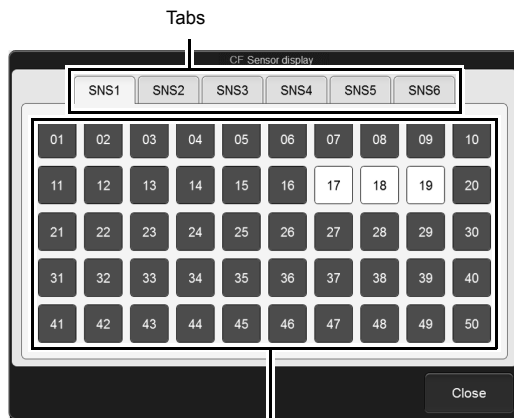 Tabs
CF Sensor display
SNS1 SNS2 SNS3 SNS4 SNS5 SNS6
01 02 03 04 05 06 07 08 09 10
11 12 13 14 15 16 17 18 19 20
21 22 23 24 25 26 27 28 29 30
31 32 33 34 35 36 37 38 39 40
41 42 43 44 45 46 47 48 49 50
Close